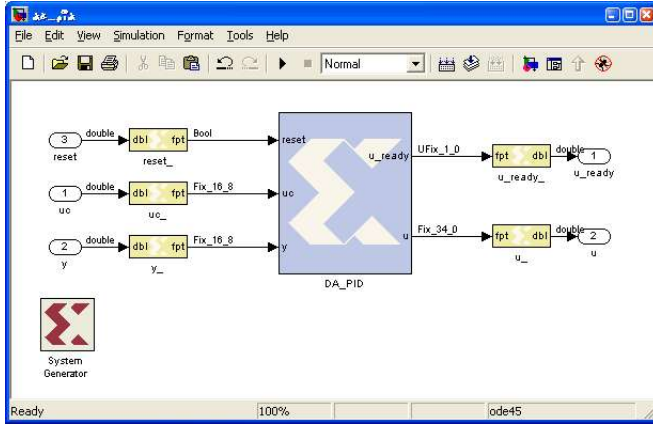 File Edit View Simulation Format Tools Help
Normal
3 double dbl fpt Bool reset
reset reset_
u_ready UFix_1_0 fpt dbl double 1
u_ready_ u_ready
1 double dbl fpt Fix_16_8 uc
uc uc_
2 double dbl fpt Fix_16_8 y
y y_
u Fix_34_0 fpt dbl double 2
u_ u
DA_PID
System
Generator
Ready 100% ode45